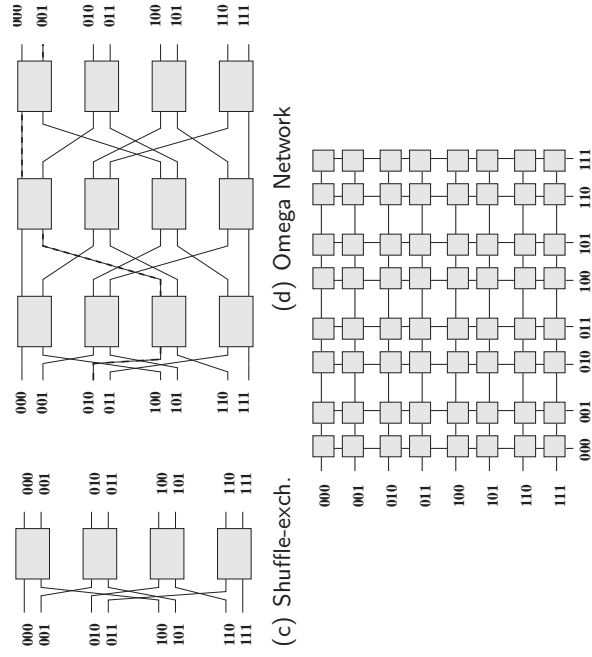 000 000 000 000
001 001 001 001
010 010 010 010
011 011 011 011
100 100 100 100
101 101 101 101
110 110 110 110
111 111 111 111
(c) Shuffle-exch.
(d) Omega Network
000
001
010
011
100
101
110
111
000 001 010 011 100 101 110 111